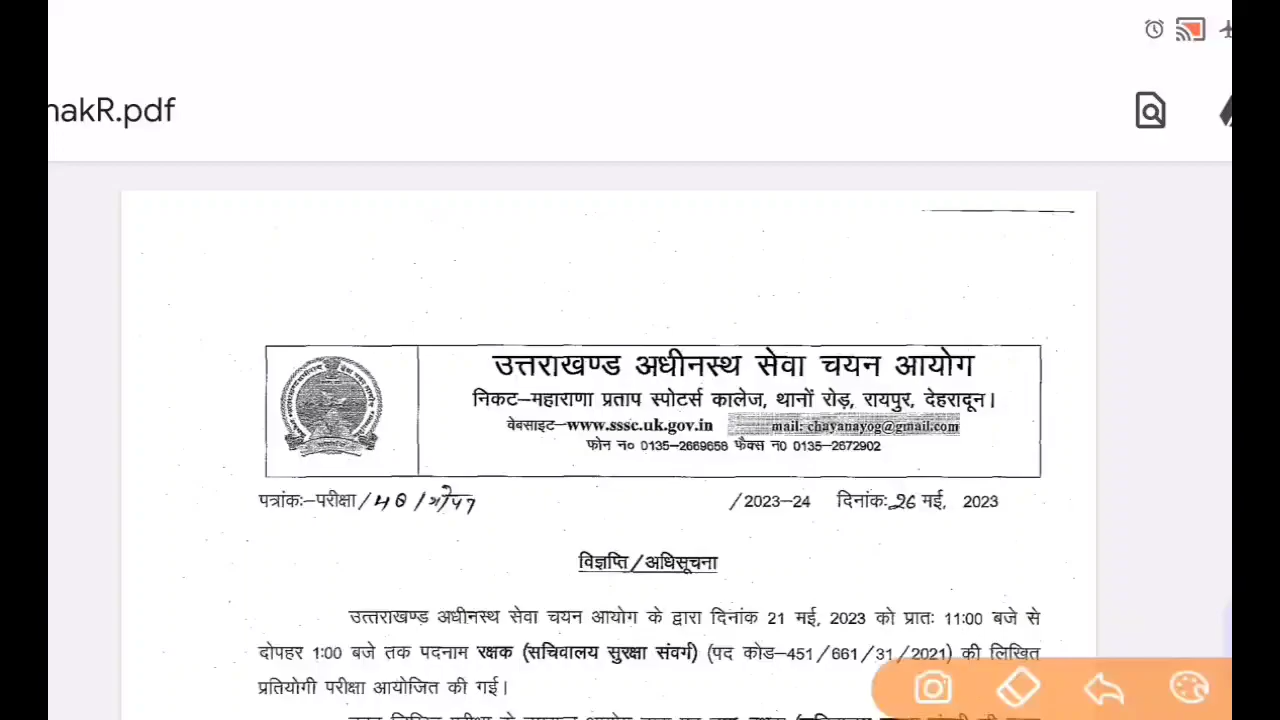 hakR.pdf
उत्तराखण्ड अधीनस्थ सेवा चयन आयोग
निकट–महाराणा प्रताप स्पोटर्स कालेज, थानों रोड़, रायपुर, देहरादून।
वेबसाइट–www.sssc.uk.gov.in mail: chayanayog@gmail.com
फोन न० 0135–2669658 फैक्स न0 0135–2672902
पत्रांकः–परीक्षा/ /2023–24 दिनांक:26 मई, 2023
विज्ञप्ति/अधिसूचना
उत्तराखण्ड अधीनस्थ सेवा चयन आयोग के द्वारा दिनांक 21 मई, 2023 को प्रातः 11:00 बजे से
दोपहर 1:00 बजे तक पदनाम रक्षक (सचिवालय सुरक्षा संवर्ग) (पद कोड–451/661/31/2021) की लिखित
प्रतियोगी परीक्षा आयोजित की गई।